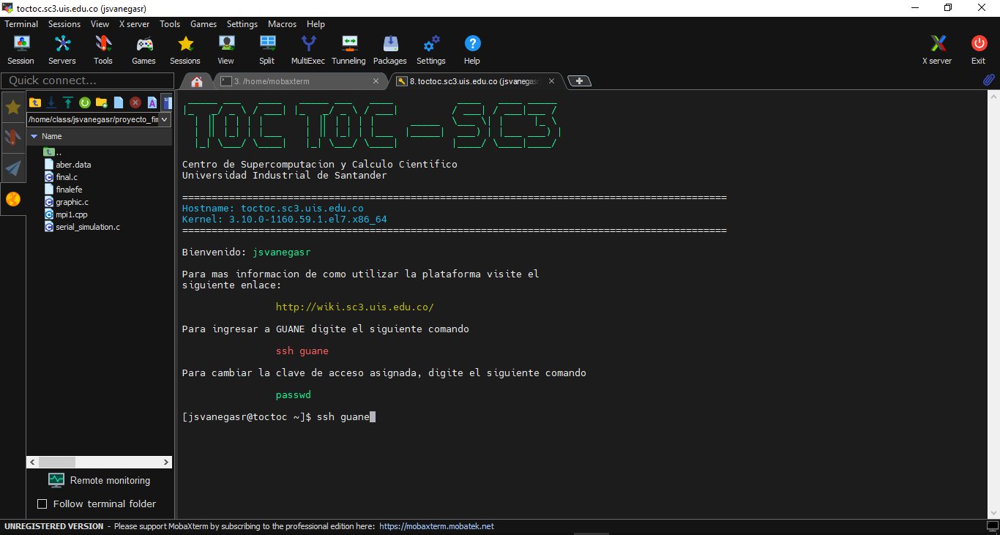 toctoc.sc3.uis.edu.co (jsvanegasr)
Terminal Sessions View X server Tools Games Settings Macros Help
Session Servers Tools Games Sessions View Split MultiExec Tunneling Packages Settings Help X server Exit
Quick connect...
3. /home/mobaxterm
8. toctoc.sc3.uis.edu.co (jsvanegas
/home/class/jsvanegasr/proyecto_fin
Name
..
aber.data
final.c
finalefe
graphic.c
mpi1.cpp
serial_simulation.c
Remote monitoring
Follow terminal folder
TOC TOC - SC3
Centro de Supercomputacion y Calculo Cientifico
Universidad Industrial de Santander
=============================================================================================
Hostname: toctoc.sc3.uis.edu.co
Kernel: 3.10.0-1160.59.1.el7.x86_64
=============================================================================================
Bienvenido: jsvanegasr
Para mas informacion de como utilizar la plataforma visite el
siguiente enlace:
http://wiki.sc3.uis.edu.co/
Para ingresar a GUANE digite el siguiente comando
ssh guane
Para cambiar la clave de acceso asignada, digite el siguiente comando
passwd
[jsvanegasr@toctoc ~]$ ssh guane
UNREGISTERED VERSION - Please support MobaXterm by subscribing to the professional edition here: https://mobaxterm.mobatek.net